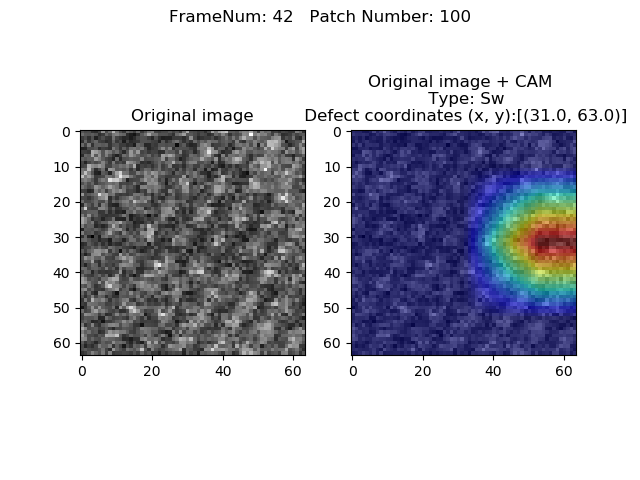 FrameNum: 42   Patch Number: 100
Original image
Original image + CAM
Type: Sw
Defect coordinates (x, y):[(31.0, 63.0)]
0
10
20
30
40
50
60
0 20 40 60
0
10
20
30
40
50
60
0 20 40 60